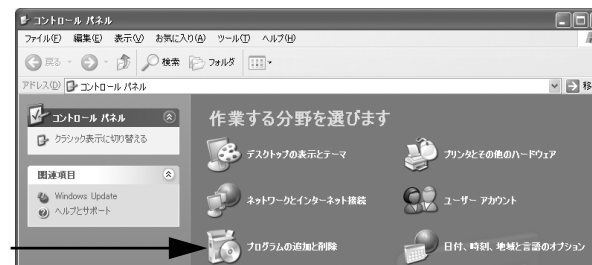 コントロール パネル
ファイル(F) 編集(E) 表示(V) お気に入り(A) ツール(T) ヘルプ(H)
戻る 検索 フォルダ
アドレス(D) コントロール パネル 移
コントロール パネル
クラシック表示に切り替える
関連項目
Windows Update
ヘルプとサポート
作業する分野を選びます
デスクトップの表示とテーマ
プリンタとその他のハードウェア
ネットワークとインターネット接続
ユーザー アカウント
プログラムの追加と削除
日付、時刻、地域と言語のオプション